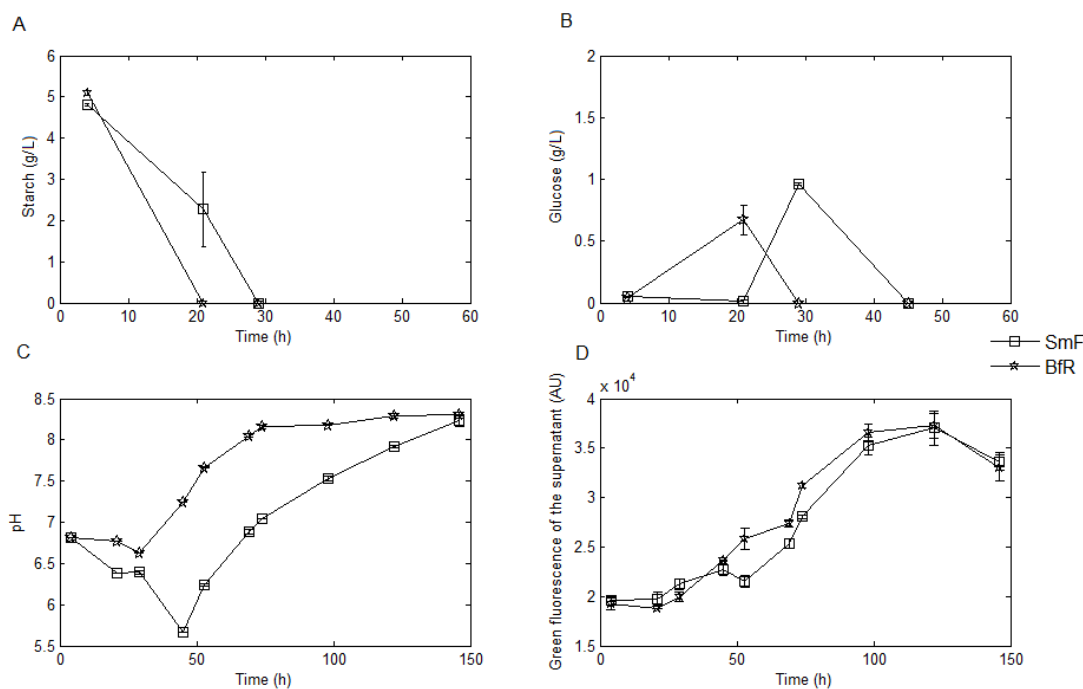 A
Starch (g/L)
6
5
4
3
2
1
0
0 10 20 30 40 50 60
Time (h)
B
Glucose (g/L)
2
1.5
1
0.5
0
0 10 20 30 40 50 60
Time (h)
SmF
BfR
C
pH
8.5
8
7.5
7
6.5
6
5.5
0 50 100 150
Time (h)
D
Green fluorescence of the supernatant (AU)
x 10⁴
4
3.5
3
2.5
2
1.5
0 50 100 150
Time (h)